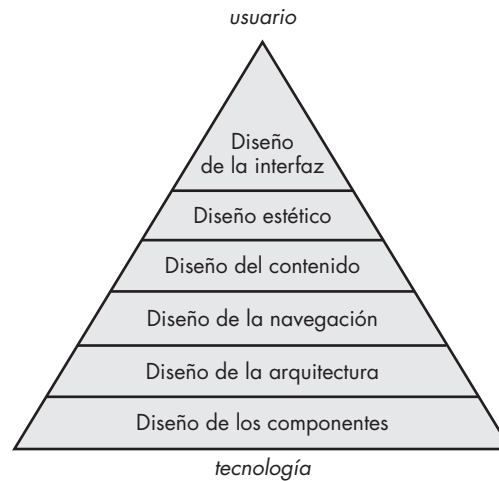 usuario
Diseño
de la interfaz
Diseño estético
Diseño del contenido
Diseño de la navegación
Diseño de la arquitectura
Diseño de los componentes
tecnología